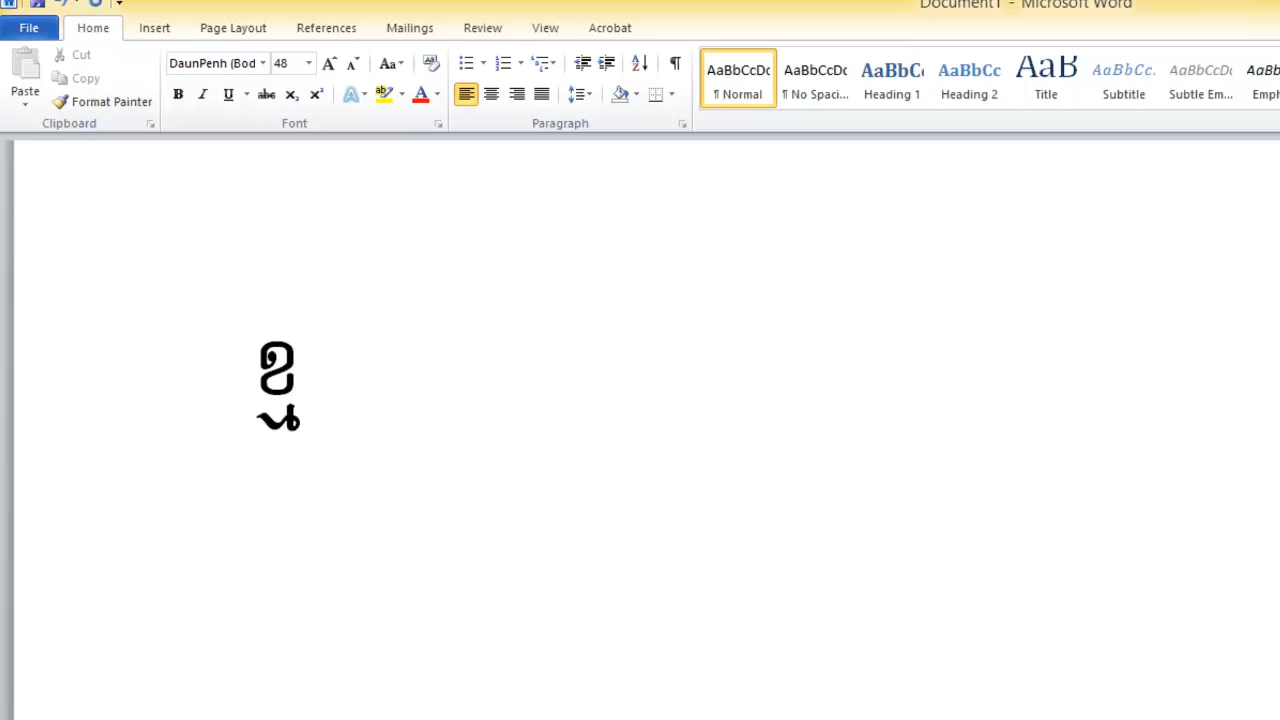 Document1 - Microsoft Word
File Home Insert Page Layout References Mailings Review View Acrobat
Paste Cut Copy Format Painter Clipboard
DaunPenh (Bod 48 Font
Paragraph
AaBbCcDc ¶ Normal
AaBbCcDc ¶ No Spaci...
AaBbC Heading 1
AaBbCc Heading 2
AaB Title
AaBbCc. Subtitle
AaBbCcDc Subtle Em...
ខ្ន